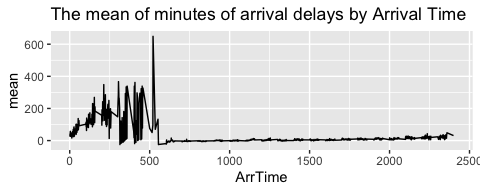 The mean of minutes of arrival delays by Arrival Time
mean
600
400
200
0
0 500 1000 1500 2000 2500
ArrTime